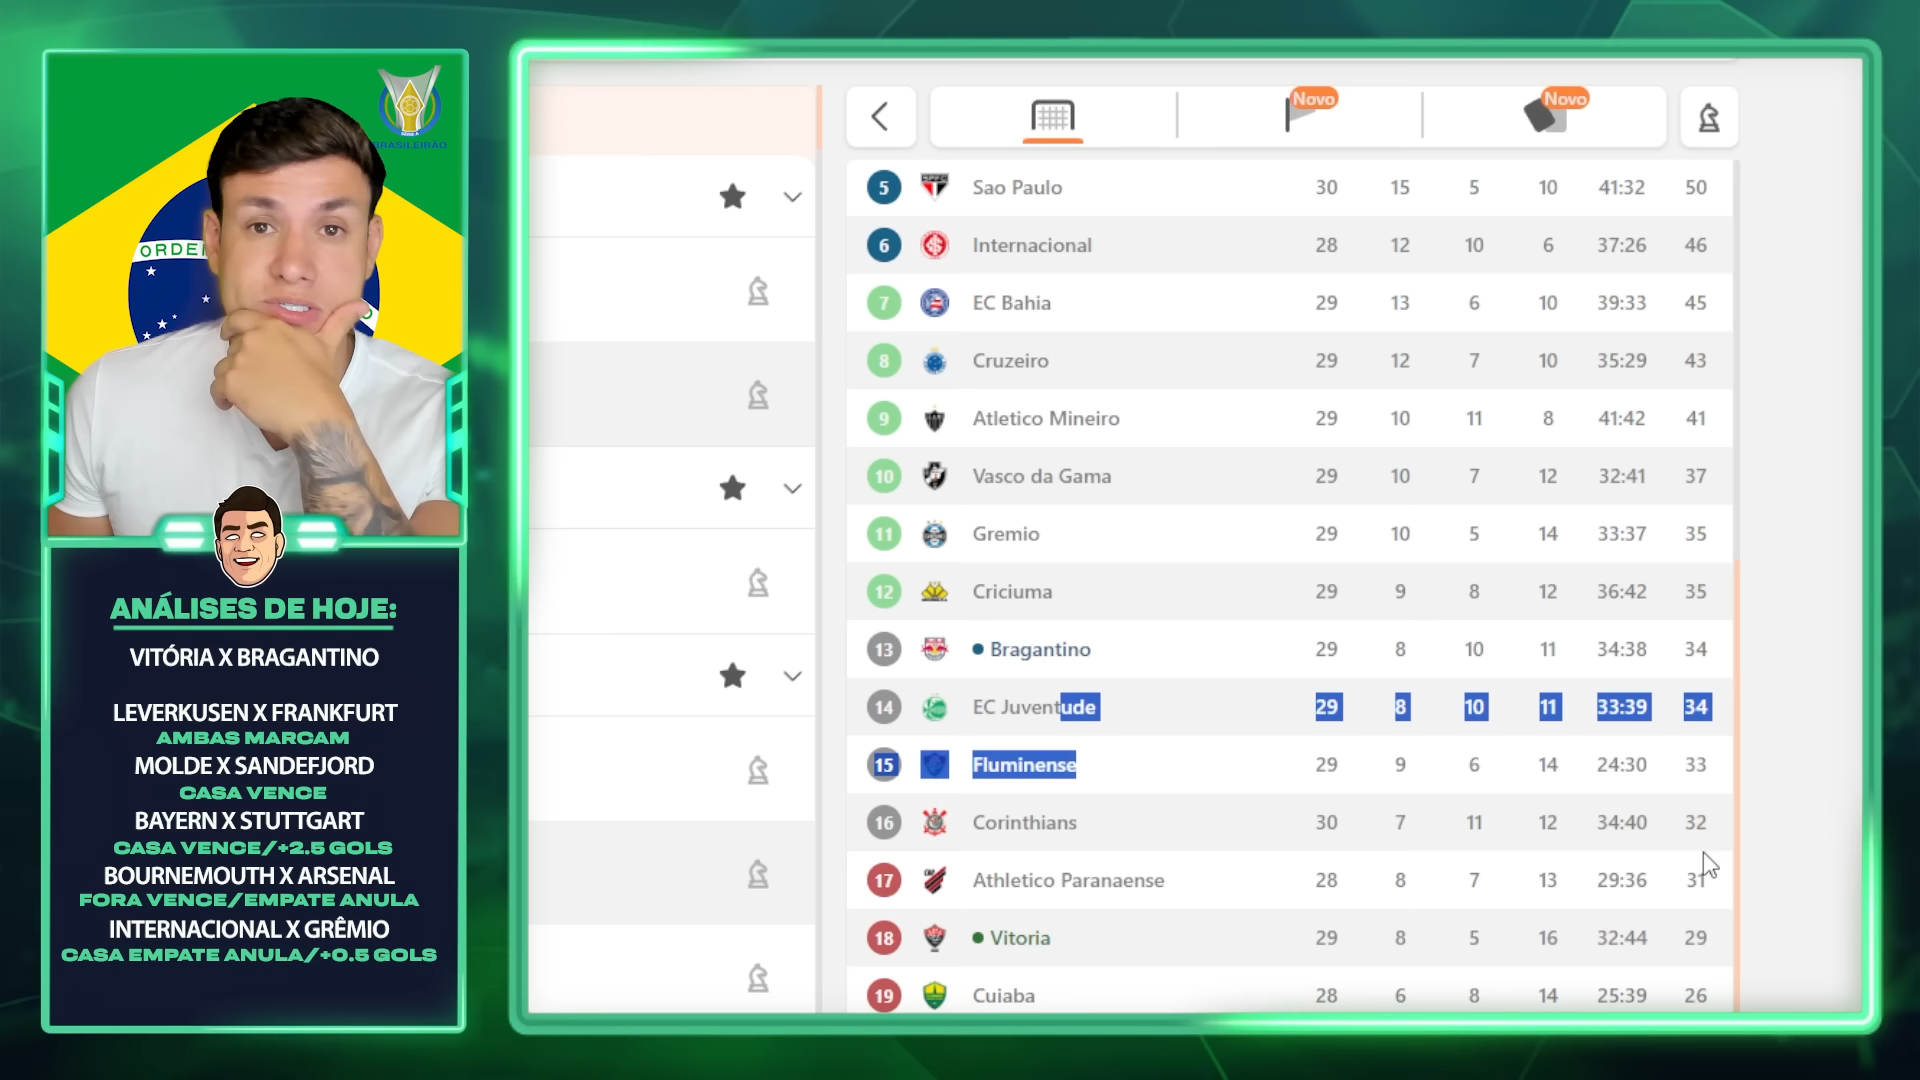 BRASILEIRÃO
ORDE
ANÁLISES DE HOJE:
VITÓRIA X BRAGANTINO
LEVERKUSEN X FRANKFURT
AMBAS MARCAM
MOLDE X SANDEFJORD
CASA VENCE
BAYERN X STUTTGART
CASA VENCE/+2.5 GOLS
BOURNEMOUTH X ARSENAL
FORA VENCE/EMPATE ANULA
INTERNACIONAL X GRÊMIO
CASA EMPATE ANULA/+0.5 GOLS
Novo
Novo
5 Sao Paulo 30 15 5 10 41:32 50
6 Internacional 28 12 10 6 37:26 46
7 EC Bahia 29 13 6 10 39:33 45
8 Cruzeiro 29 12 7 10 35:29 43
9 Atletico Mineiro 29 10 11 8 41:42 41
10 Vasco da Gama 29 10 7 12 32:41 37
11 Gremio 29 10 5 14 33:37 35
12 Criciuma 29 9 8 12 36:42 35
13 Bragantino 29 8 10 11 34:38 34
14 EC Juventude 29 8 10 11 33:39 34
15 Fluminense 29 9 6 14 24:30 33
16 Corinthians 30 7 11 12 34:40 32
17 Athletico Paranaense 28 8 7 13 29:36 31
18 Vitoria 29 8 5 16 32:44 29
19 Cuiaba 28 6 8 14 25:39 26